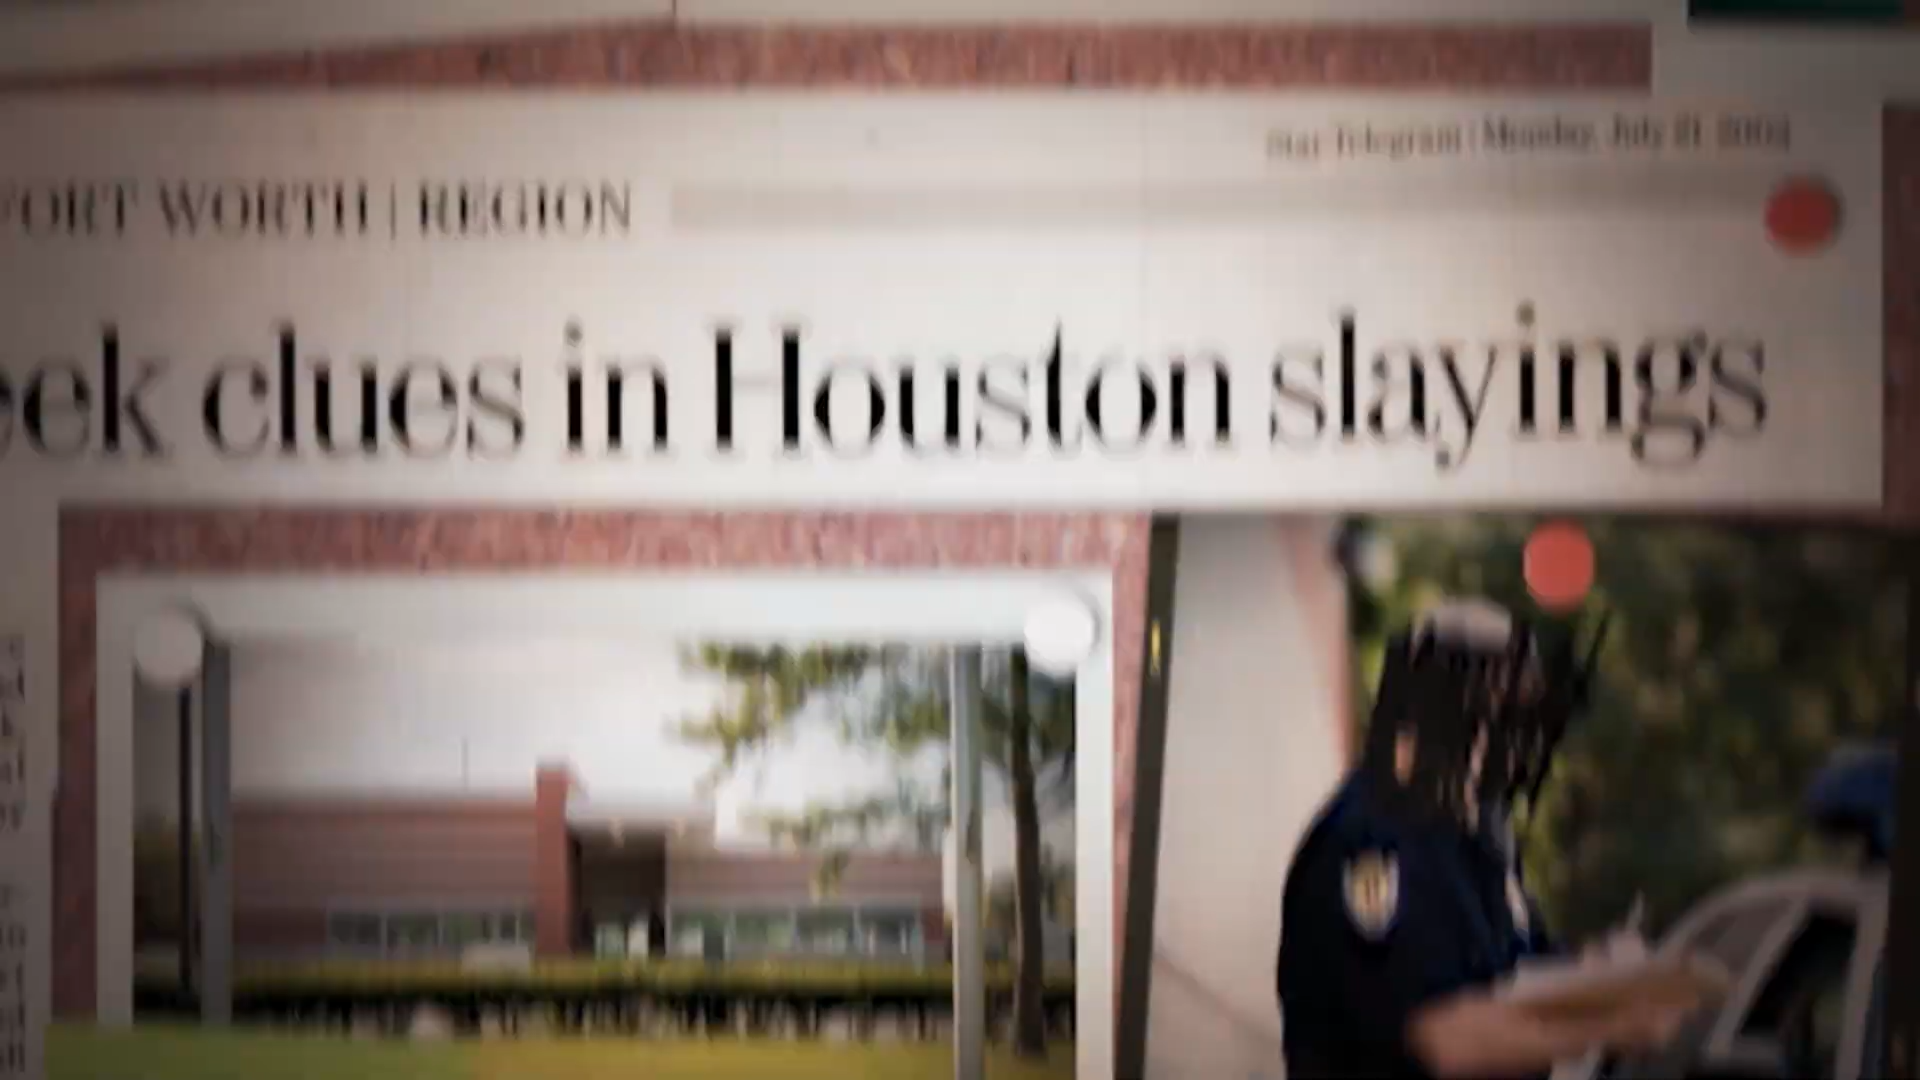 Star-Telegram | Monday, July 21, 2003
FORT WORTH | REGION
eek clues in Houston slayings